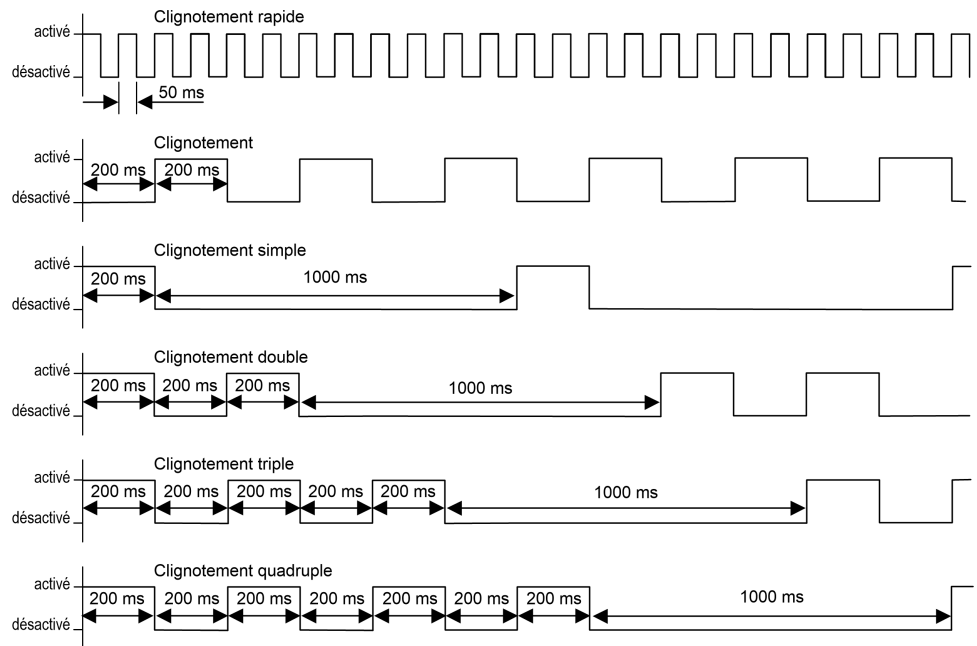 Clignotement rapide
activé
désactivé
50 ms
Clignotement
activé
200 ms 200 ms
désactivé
Clignotement simple
activé
200 ms 1000 ms
désactivé
Clignotement double
activé
200 ms 200 ms 200 ms 1000 ms
désactivé
Clignotement triple
activé
200 ms 200 ms 200 ms 200 ms 200 ms 1000 ms
désactivé
Clignotement quadruple
activé
200 ms 200 ms 200 ms 200 ms 200 ms 200 ms 200 ms 1000 ms
désactivé